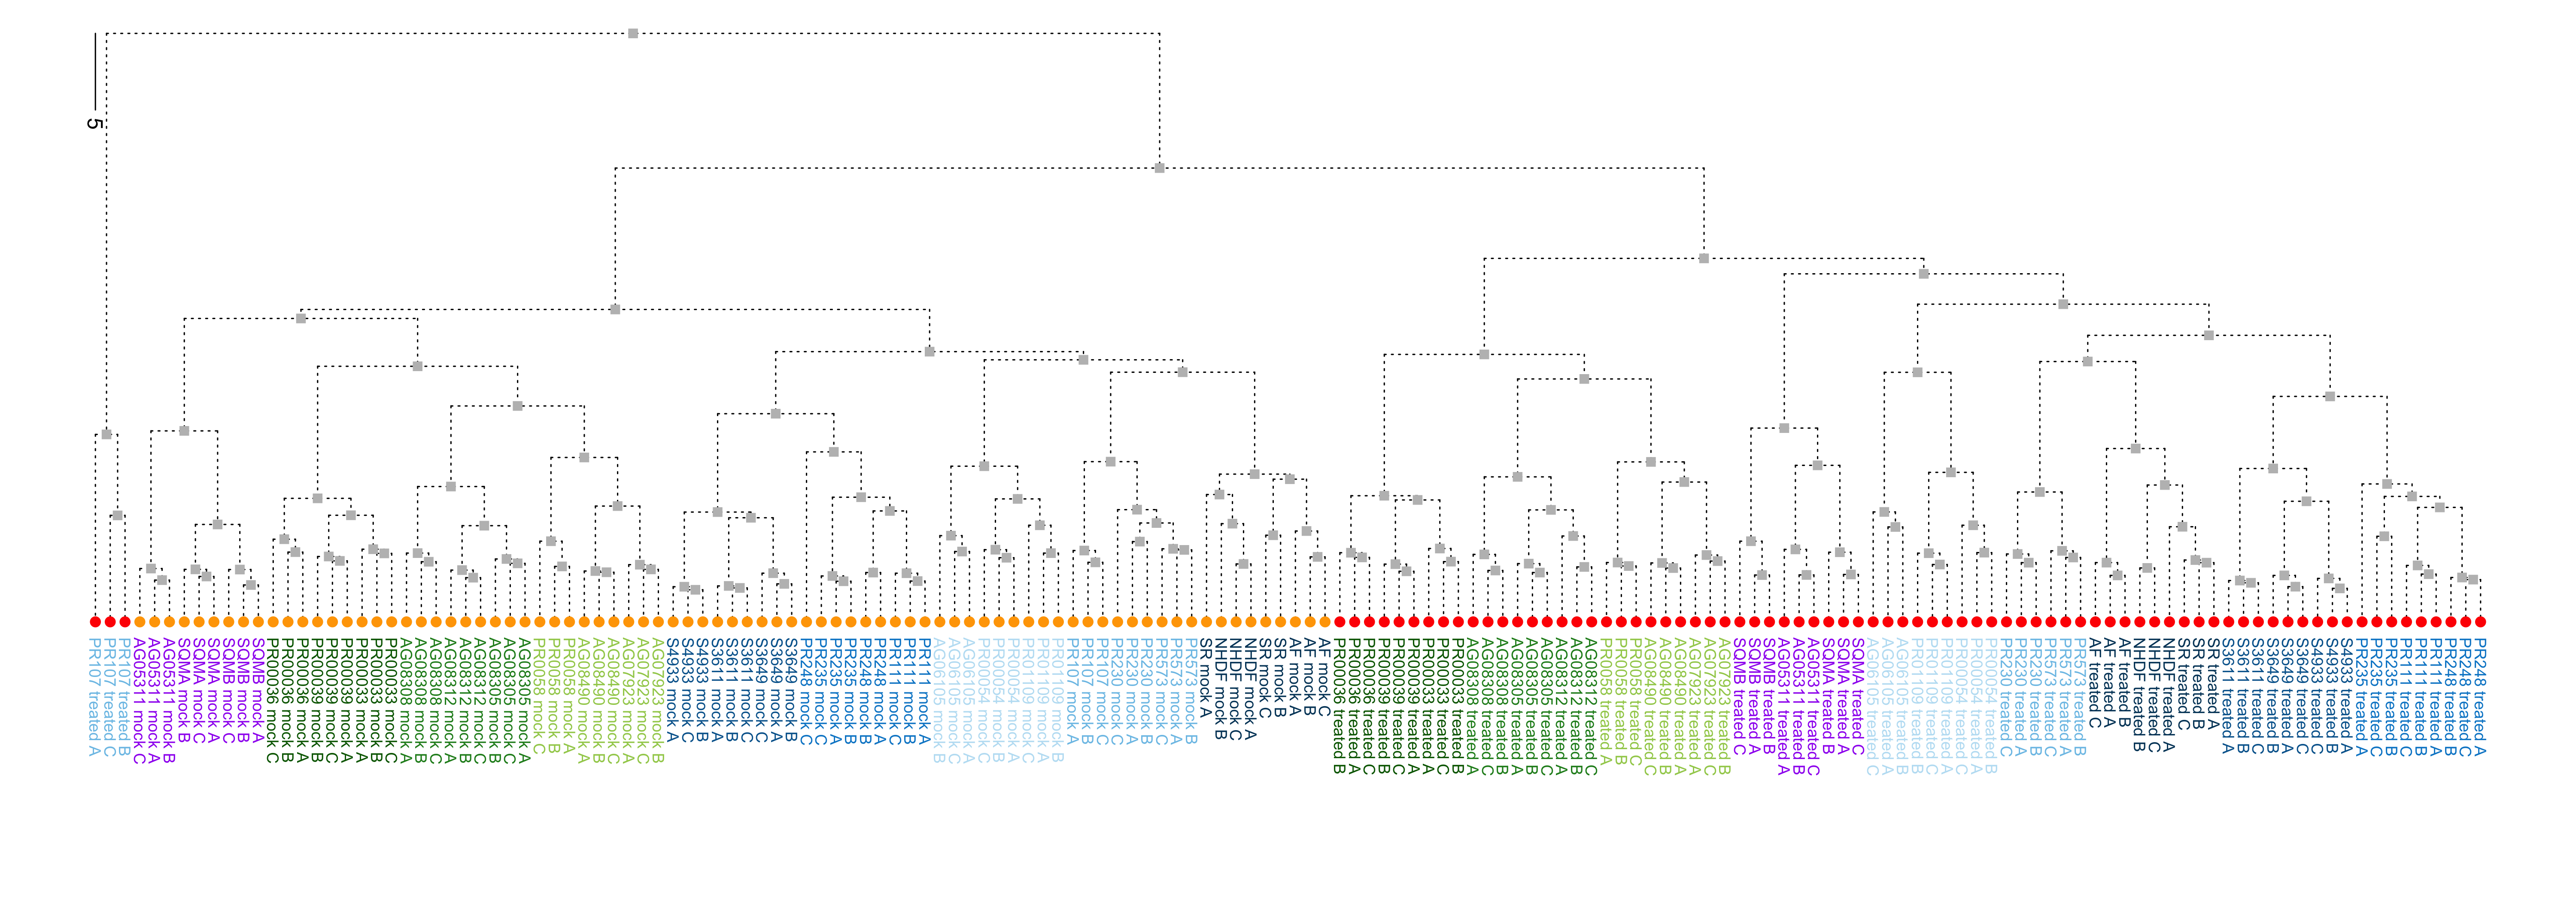 5
PR107 treated A
PR107 treated C
PR107 treated B
AG05311 mock C
AG05311 mock A
AG05311 mock B
SQMA mock B
SQMA mock C
SQMA mock A
SQMB mock C
SQMB mock B
SQMB mock A
PR00036 mock C
PR00036 mock B
PR00036 mock A
PR00039 mock B
PR00039 mock C
PR00039 mock A
PR00033 mock A
PR00033 mock B
PR00033 mock C
AG08308 mock A
AG08308 mock B
AG08308 mock C
AG08312 mock A
AG08312 mock B
AG08312 mock C
AG08305 mock B
AG08305 mock C
AG08305 mock A
PR0058 mock C
PR0058 mock B
PR0058 mock A
AG08490 mock A
AG08490 mock B
AG08490 mock C
AG07923 mock A
AG07923 mock C
AG07923 mock B
S4933 mock A
S4933 mock C
S4933 mock B
S3611 mock A
S3611 mock B
S3611 mock C
S3649 mock C
S3649 mock A
S3649 mock B
PR248 mock C
PR235 mock C
PR235 mock A
PR235 mock B
PR248 mock B
PR248 mock A
PR111 mock C
PR111 mock B
PR111 mock A
AG06105 mock B
AG06105 mock C
AG06105 mock A
PR00054 mock C
PR00054 mock B
PR00054 mock A
PR01109 mock C
PR01109 mock A
PR01109 mock B
PR107 mock A
PR107 mock B
PR107 mock C
PR230 mock C
PR230 mock A
PR230 mock B
PR573 mock A
PR573 mock C
PR573 mock B
SR mock A
NHDF mock B
NHDF mock C
NHDF mock A
SR mock C
SR mock B
AF mock A
AF mock B
AF mock C
PR00036 treated B
PR00036 treated A
PR00036 treated C
PR00039 treated B
PR00039 treated C
PR00039 treated A
PR00033 treated A
PR00033 treated C
PR00033 treated B
AG08308 treated A
AG08308 treated C
AG08308 treated B
AG08305 treated A
AG08305 treated B
AG08305 treated C
AG08312 treated A
AG08312 treated B
AG08312 treated C
PR0058 treated A
PR0058 treated B
PR0058 treated C
AG08490 treated C
AG08490 treated B
AG08490 treated A
AG07923 treated A
AG07923 treated C
AG07923 treated B
SQMB treated C
SQMB treated A
SQMB treated B
AG05311 treated A
AG05311 treated B
AG05311 treated C
SQMA treated B
SQMA treated A
SQMA treated C
AG06105 treated C
AG06105 treated A
AG06105 treated B
PR01109 treated B
PR01109 treated C
PR01109 treated A
PR00054 treated C
PR00054 treated A
PR00054 treated B
PR230 treated C
PR230 treated A
PR230 treated B
PR573 treated C
PR573 treated A
PR573 treated B
AF treated C
AF treated A
AF treated B
NHDF treated B
NHDF treated C
NHDF treated A
SR treated C
SR treated B
SR treated A
S3611 treated A
S3611 treated B
S3611 treated C
S3649 treated B
S3649 treated A
S3649 treated C
S4933 treated C
S4933 treated B
S4933 treated A
PR235 treated A
PR235 treated C
PR235 treated B
PR111 treated C
PR111 treated B
PR111 treated A
PR248 treated B
PR248 treated C
PR248 treated A